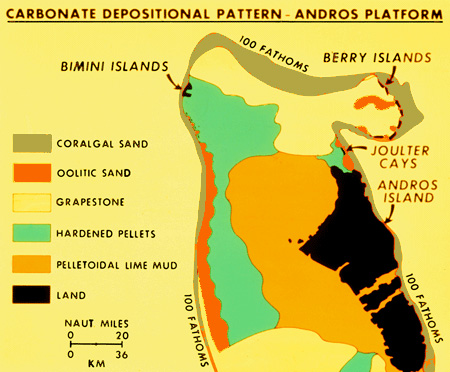 CARBONATE DEPOSITIONAL PATTERN - ANDROS PLATFORM
100 FATHOMS
BIMINI ISLANDS
BERRY ISLANDS
CORALGAL SAND
OOLITIC SAND
GRAPESTONE
HARDENED PELLETS
PELLETOIDAL LIME MUD
LAND
JOULTER
CAYS
ANDROS
ISLAND
100 FATHOMS
100 FATHOMS
NAUT MILES
0 20
0 36
KM